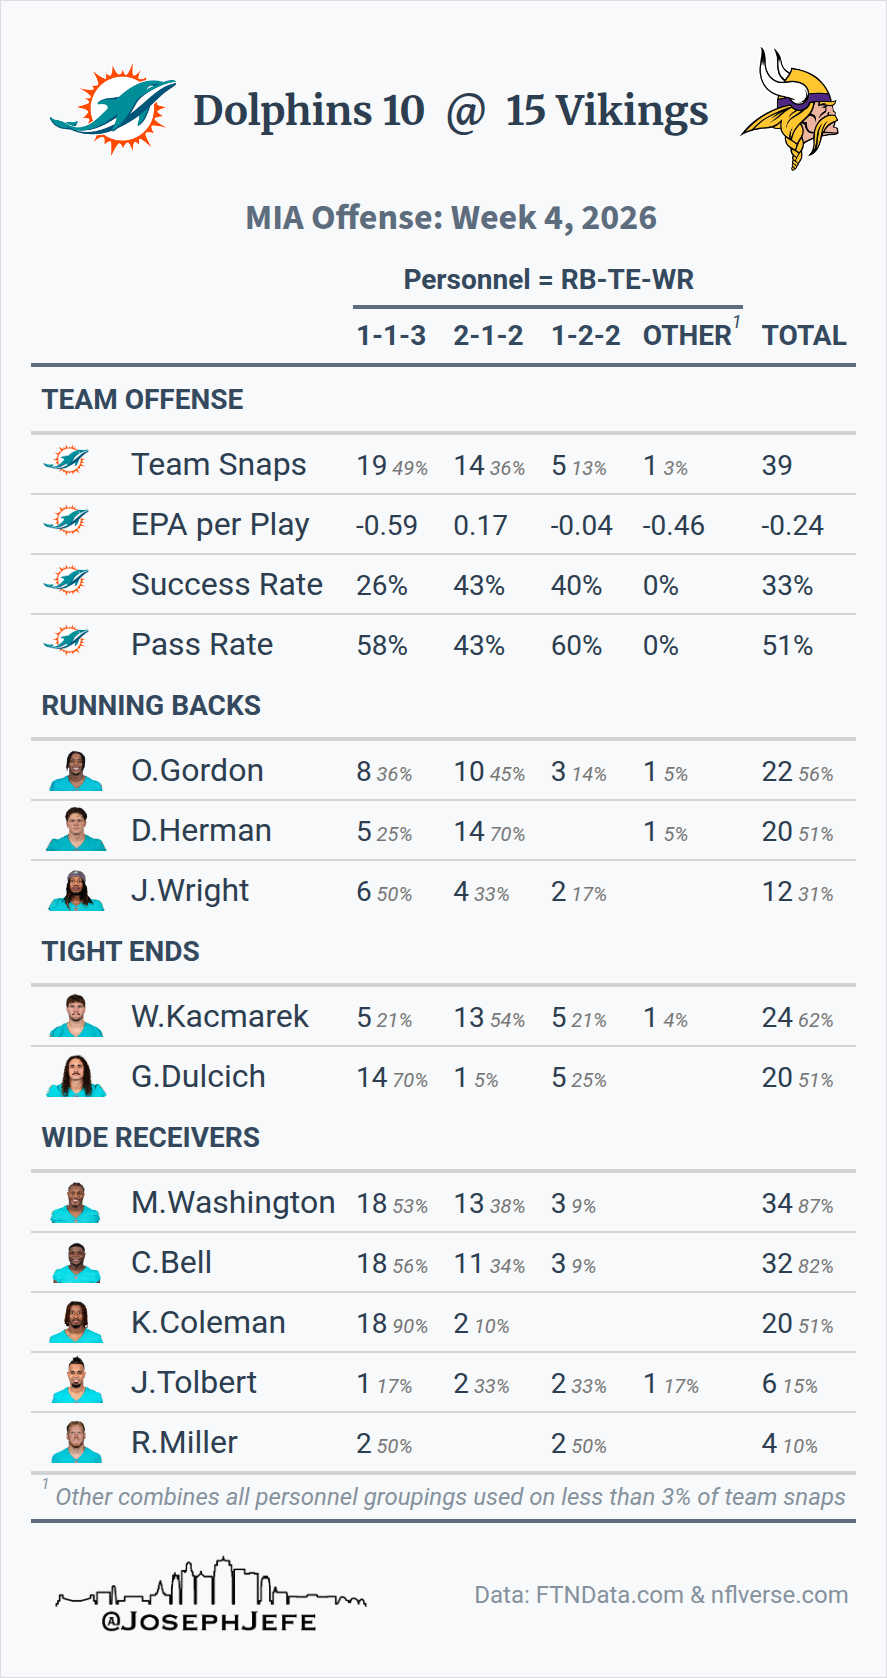 Dolphins 10 @ 15 Vikings
MIA Offense: Week 4, 2026
Personnel = RB-TE-WR
1-1-3 2-1-2 1-2-2 OTHER1 TOTAL
TEAM OFFENSE
Team Snaps 19 49% 14 36% 5 13% 1 3% 39
EPA per Play -0.59 0.17 -0.04 -0.46 -0.24
Success Rate 26% 43% 40% 0% 33%
Pass Rate 58% 43% 60% 0% 51%
RUNNING BACKS
O.Gordon 8 36% 10 45% 3 14% 1 5% 22 56%
D.Herman 5 25% 14 70% 1 5% 20 51%
J.Wright 6 50% 4 33% 2 17% 12 31%
TIGHT ENDS
W.Kacmarek 5 21% 13 54% 5 21% 1 4% 24 62%
G.Dulcich 14 70% 1 5% 5 25% 20 51%
WIDE RECEIVERS
M.Washington 18 53% 13 38% 3 9% 34 87%
C.Bell 18 56% 11 34% 3 9% 32 82%
K.Coleman 18 90% 2 10% 20 51%
J.Tolbert 1 17% 2 33% 2 33% 1 17% 6 15%
R.Miller 2 50% 2 50% 4 10%
1 Other combines all personnel groupings used on less than 3% of team snaps
@JOSEPHJEFE
Data: FTNData.com & nflverse.com